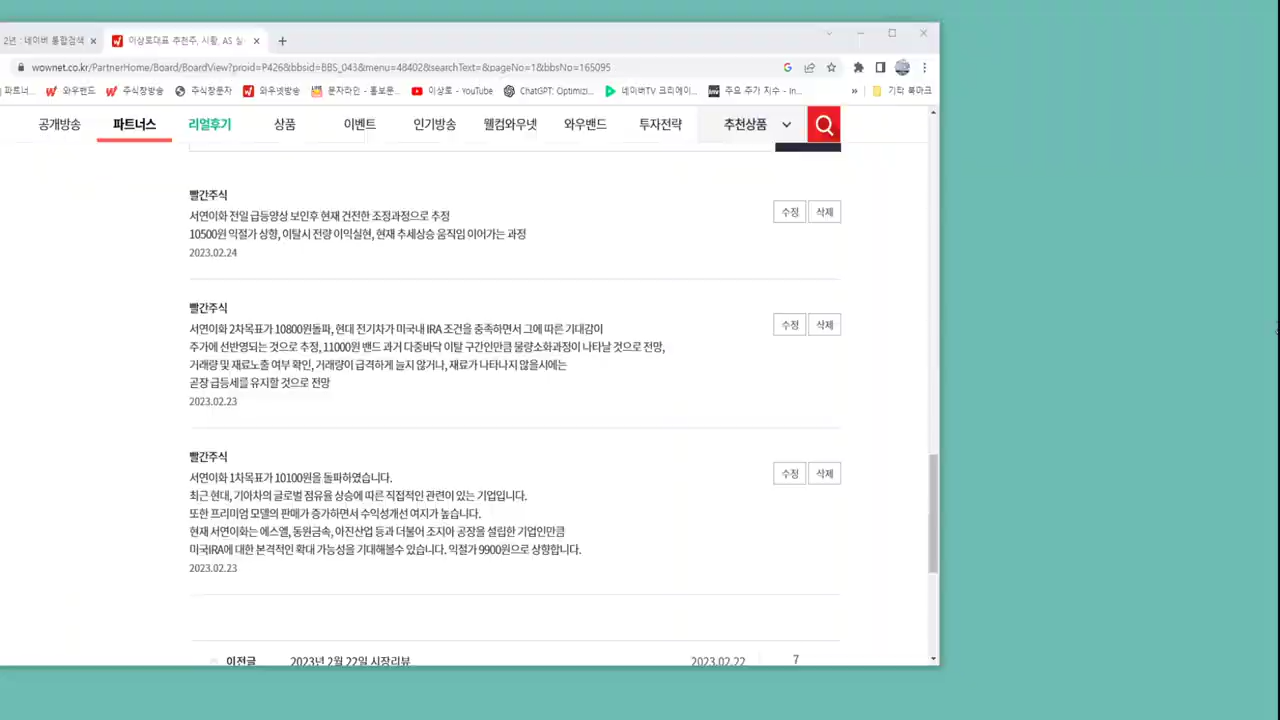 2년 : 네이버 통합검색
이상로대표 추천주, 시황, AS 실
wownet.co.kr/PartnerHome/Board/BoardView?proid=P426&bbsid=BBS_043&menu=48402&searchText=&pageNo=1&bbsNo=165095
파트너... 와우밴드 주식창방송 주식창문자 와우넷방송 문자라인 - 홍보문... 이상로 - YouTube ChatGPT: Optimizi... 네이버TV 크리에이... 주요 주가 지수 - In... » 기타 북마크
공개방송 파트너스 리얼후기 상품 이벤트 인기방송 웰컴와우넷 와우밴드 투자전략 추천상품
빨간주식
서연이화 전일 급등양상 보인후 현재 건전한 조정과정으로 추정
수정 삭제
10500원 익절가 상향, 이탈시 전량 이익실현, 현재 추세상승 움직임 이어가는 과정
2023.02.24
빨간주식
서연이화 2차목표가 10800원돌파, 현대 전기차가 미국내 IRA 조건을 충족하면서 그에 따른 기대감이
수정 삭제
주가에 선반영되는 것으로 추정, 11000원 밴드 과거 다중바닥 이탈 구간인만큼 물량소화과정이 나타날 것으로 전망,
거래량 및 재료노출 여부 확인, 거래량이 급격하게 늘지 않거나, 재료가 나타나지 않을시에는
곧장 급등세를 유지할 것으로 전망
2023.02.23
빨간주식
서연이화 1차목표가 10100원을 돌파하였습니다.
수정 삭제
최근 현대, 기아차의 글로벌 점유율 상승에 따른 직접적인 관련이 있는 기업입니다.
또한 프리미엄 모델의 판매가 증가하면서 수익성개선 여지가 높습니다.
현재 서연이화는 에스엘, 동원금속, 아진산업 등과 더불어 조지아 공장을 설립한 기업인만큼
미국IRA에 대한 본격적인 확대 가능성을 기대해볼수 있습니다. 익절가 9900원으로 상향합니다.
2023.02.23
이전글 2023년 2월 22일 시장리뷰 2023.02.22 7